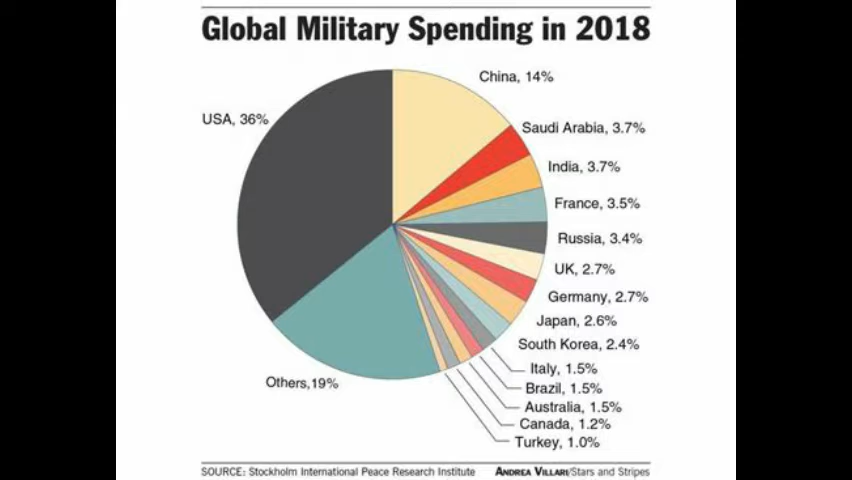 Global Military Spending in 2018
China, 14%
USA, 36%
Saudi Arabia, 3.7%
India, 3.7%
France, 3.5%
Russia, 3.4%
UK, 2.7%
Germany, 2.7%
Japan, 2.6%
South Korea, 2.4%
Italy, 1.5%
Others,19%
Brazil, 1.5%
Australia, 1.5%
Canada, 1.2%
Turkey, 1.0%
SOURCE: Stockholm International Peace Research Institute
ANDREA VILLARI/Stars and Stripes